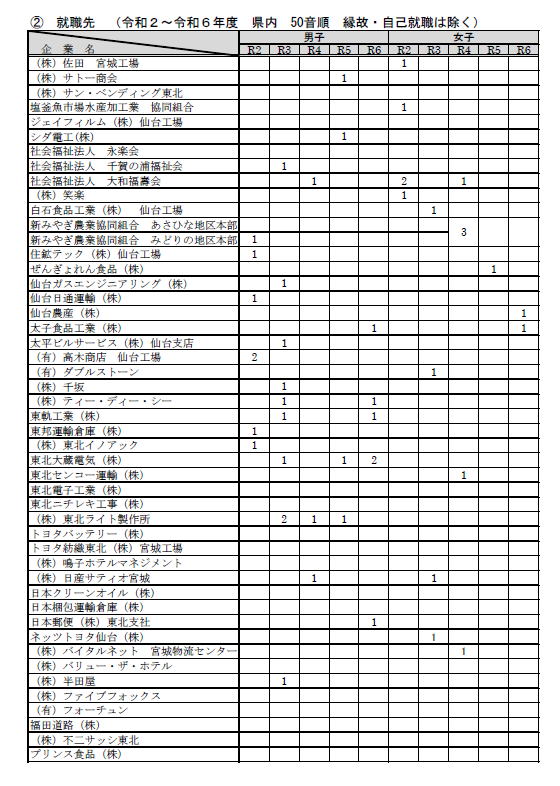 ② 就職先 （令和２～令和６年度 県内 50音順 縁故・自己就職は除く）
男子 女子
企 業 名 R2 R3 R4 R5 R6 R2 R3 R4 R5 R6
（株）佐田 宮城工場 1
（株）サトー商会 1
（株）サン・ベンディング東北
塩釜魚市場水産加工業 協同組合 1
ジェイフィルム（株）仙台工場
シダ電工(株） 1
社会福祉法人 永楽会
社会福祉法人 千賀の浦福祉会 1
社会福祉法人 大和福壽会 1 2 1
（株）笑楽 1
白石食品工業（株） 仙台工場 1
新みやぎ農業協同組合 あさひな地区本部 3
新みやぎ農業協同組合 みどりの地区本部 1
住鉱テック（株）仙台工場 1
ぜんぎょれん食品（株） 1
仙台ガスエンジニアリング（株） 1
仙台日通運輸（株） 1
仙台農産（株） 1
太子食品工業（株） 1 1
太平ビルサービス（株）仙台支店 1
（有）高木商店 仙台工場 2
（有）ダブルストーン 1
（株）千坂 1
（株）ティー・ディー・シー 1 1
東軌工業（株） 1 1
東邦運輸倉庫（株） 1
（株）東北イノアック 1
東北大蔵電気（株） 1 1 2
東北センコー運輸（株） 1
東北電子工業（株）
東北ニチレキ工事（株）
（株）東北ライト製作所 2 1 1
トヨタバッテリー（株）
トヨタ紡織東北（株）宮城工場
（株）鳴子ホテルマネジメント
（株）日産サティオ宮城 1 1
日本クリーンオイル（株）
日本梱包運輸倉庫（株）
日本郵便（株）東北支社 1
ネッツトヨタ仙台（株） 1
（株）バイタルネット 宮城物流センター 1
（株）バリュー・ザ・ホテル
（株）半田屋 1
（株）ファイブフォックス
（有）フォーチュン
福田道路（株）
（株）不二サッシ東北
プリンス食品（株）